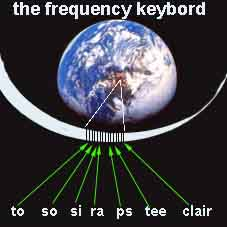 the frequency keybord
to so si ra ps tee clair